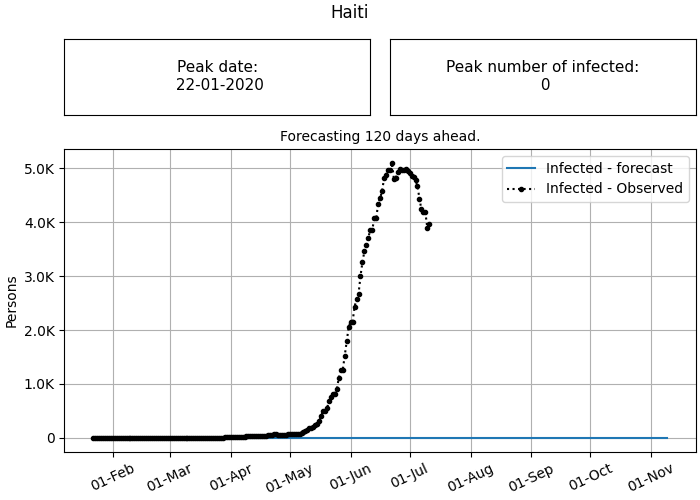 Haiti
Peak date:
22-01-2020
Peak number of infected:
0
Forecasting 120 days ahead.
Infected - forecast
Infected - Observed
Persons
5.0K
4.0K
3.0K
2.0K
1.0K
0
01-Feb
01-Mar
01-Apr
01-May
01-Jun
01-Jul
01-Aug
01-Sep
01-Oct
01-Nov